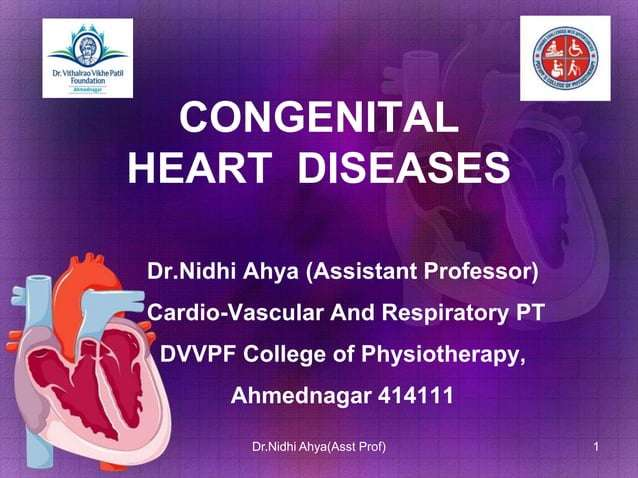 Dr. Vithalrao Vikhe Patil
Foundation
Ahmednagar
CONGENITAL
HEART DISEASES
Dr.Nidhi Ahya (Assistant Professor)
Cardio-Vascular And Respiratory PT
DVVPF College of Physiotherapy,
Ahmednagar 414111
Dr.Nidhi Ahya(Asst Prof)
1